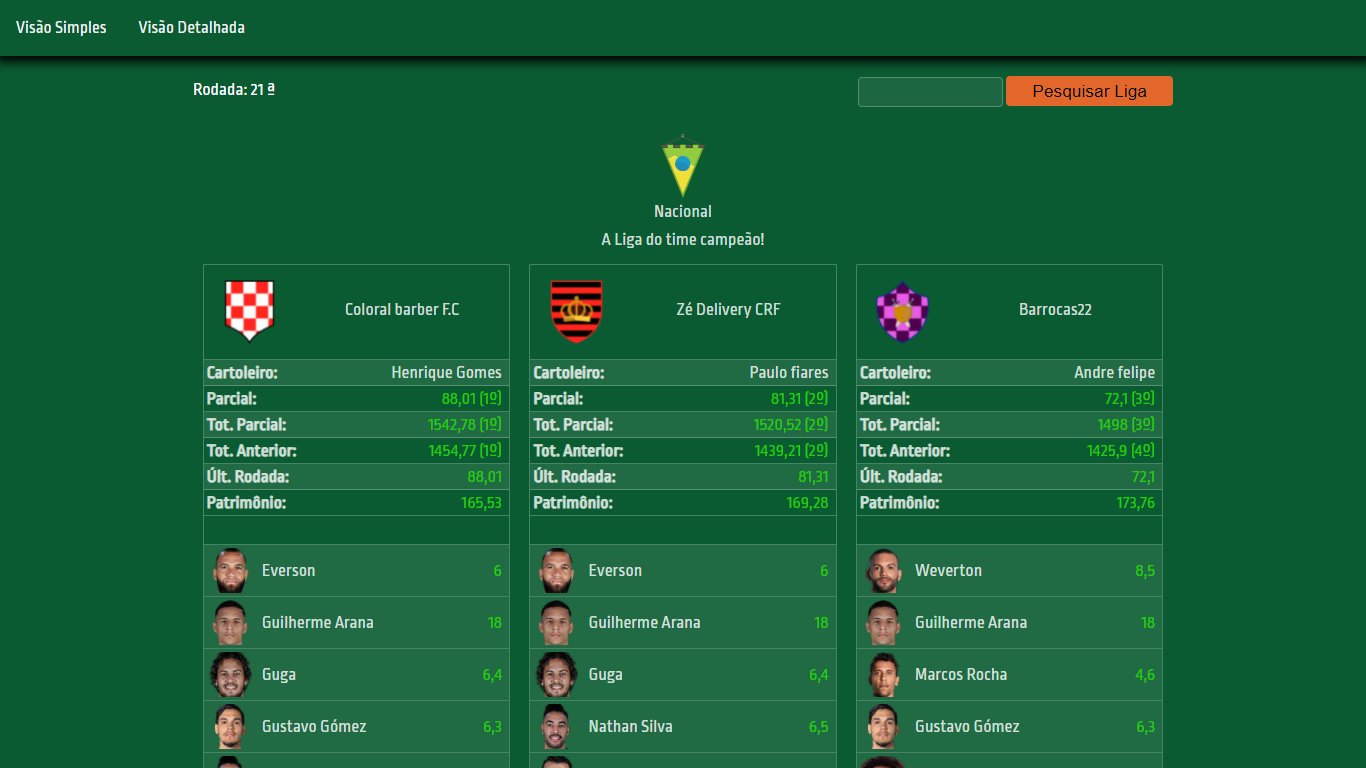 Visão Simples Visão Detalhada
Rodada: 21 ª Pesquisar Liga
Nacional
A Liga do time campeão!
Coloral barber F.C
Cartoleiro: Henrique Gomes
Parcial: 88,01 (1º)
Tot. Parcial: 1542,78 (1º)
Tot. Anterior: 1454,77 (1º)
Últ. Rodada: 88,01
Patrimônio: 165,53
Everson 6
Guilherme Arana 18
Guga 6,4
Gustavo Gómez 6,3
Zé Delivery CRF
Cartoleiro: Paulo fiares
Parcial: 81,31 (2º)
Tot. Parcial: 1520,52 (2º)
Tot. Anterior: 1439,21 (2º)
Últ. Rodada: 81,31
Patrimônio: 169,28
Everson 6
Guilherme Arana 18
Guga 6,4
Nathan Silva 6,5
Barrocas22
Cartoleiro: Andre felipe
Parcial: 72,1 (3º)
Tot. Parcial: 1498 (3º)
Tot. Anterior: 1425,9 (4º)
Últ. Rodada: 72,1
Patrimônio: 173,76
Weverton 8,5
Guilherme Arana 18
Marcos Rocha 4,6
Gustavo Gómez 6,3